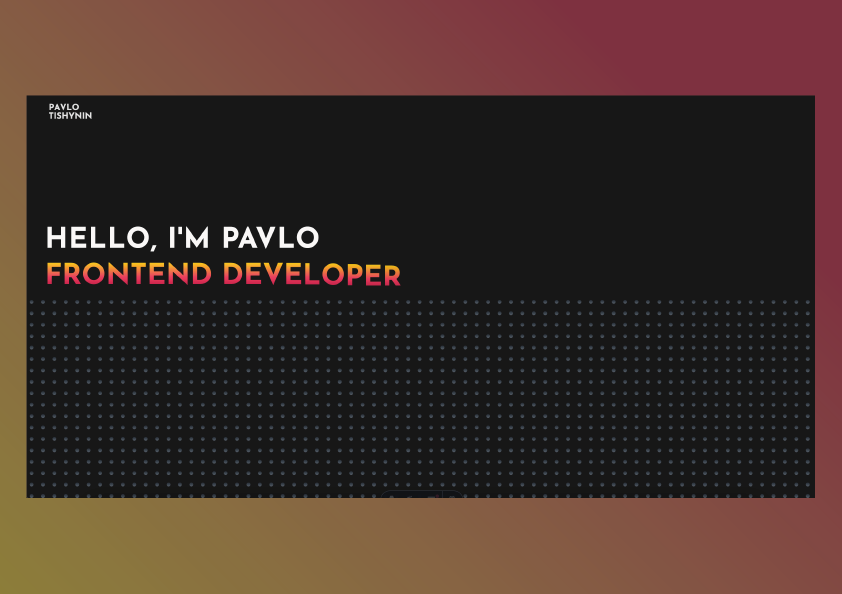 PAVLO
TISHYNIN
HELLO, I'M PAVLO
FRONTEND DEVELOPER